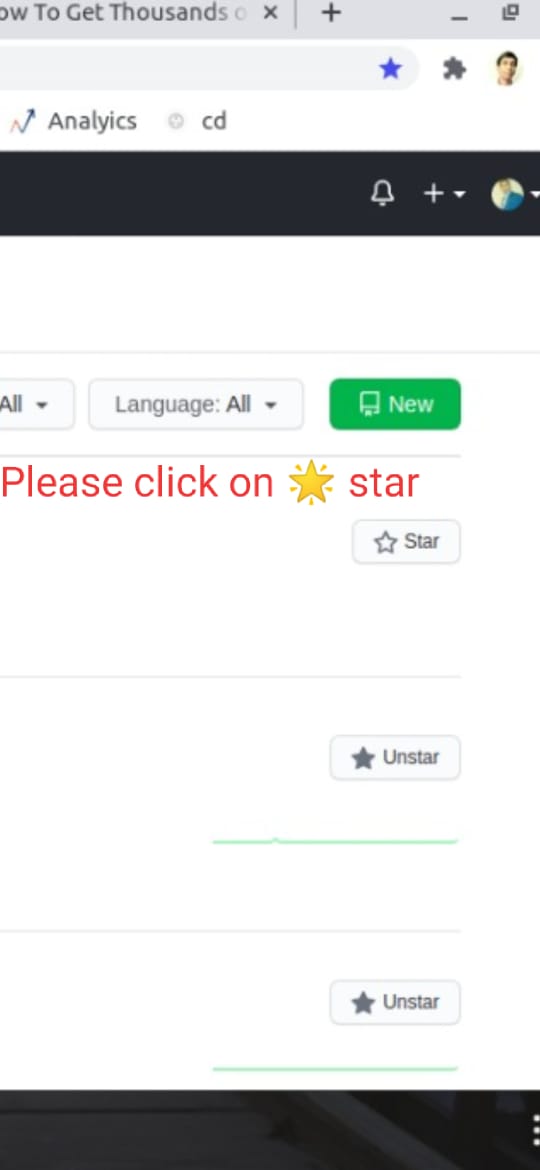 ow To Get Thousands o
Analyics cd
All Language: All New
Please click on 🌟 star
Star
Unstar
Unstar